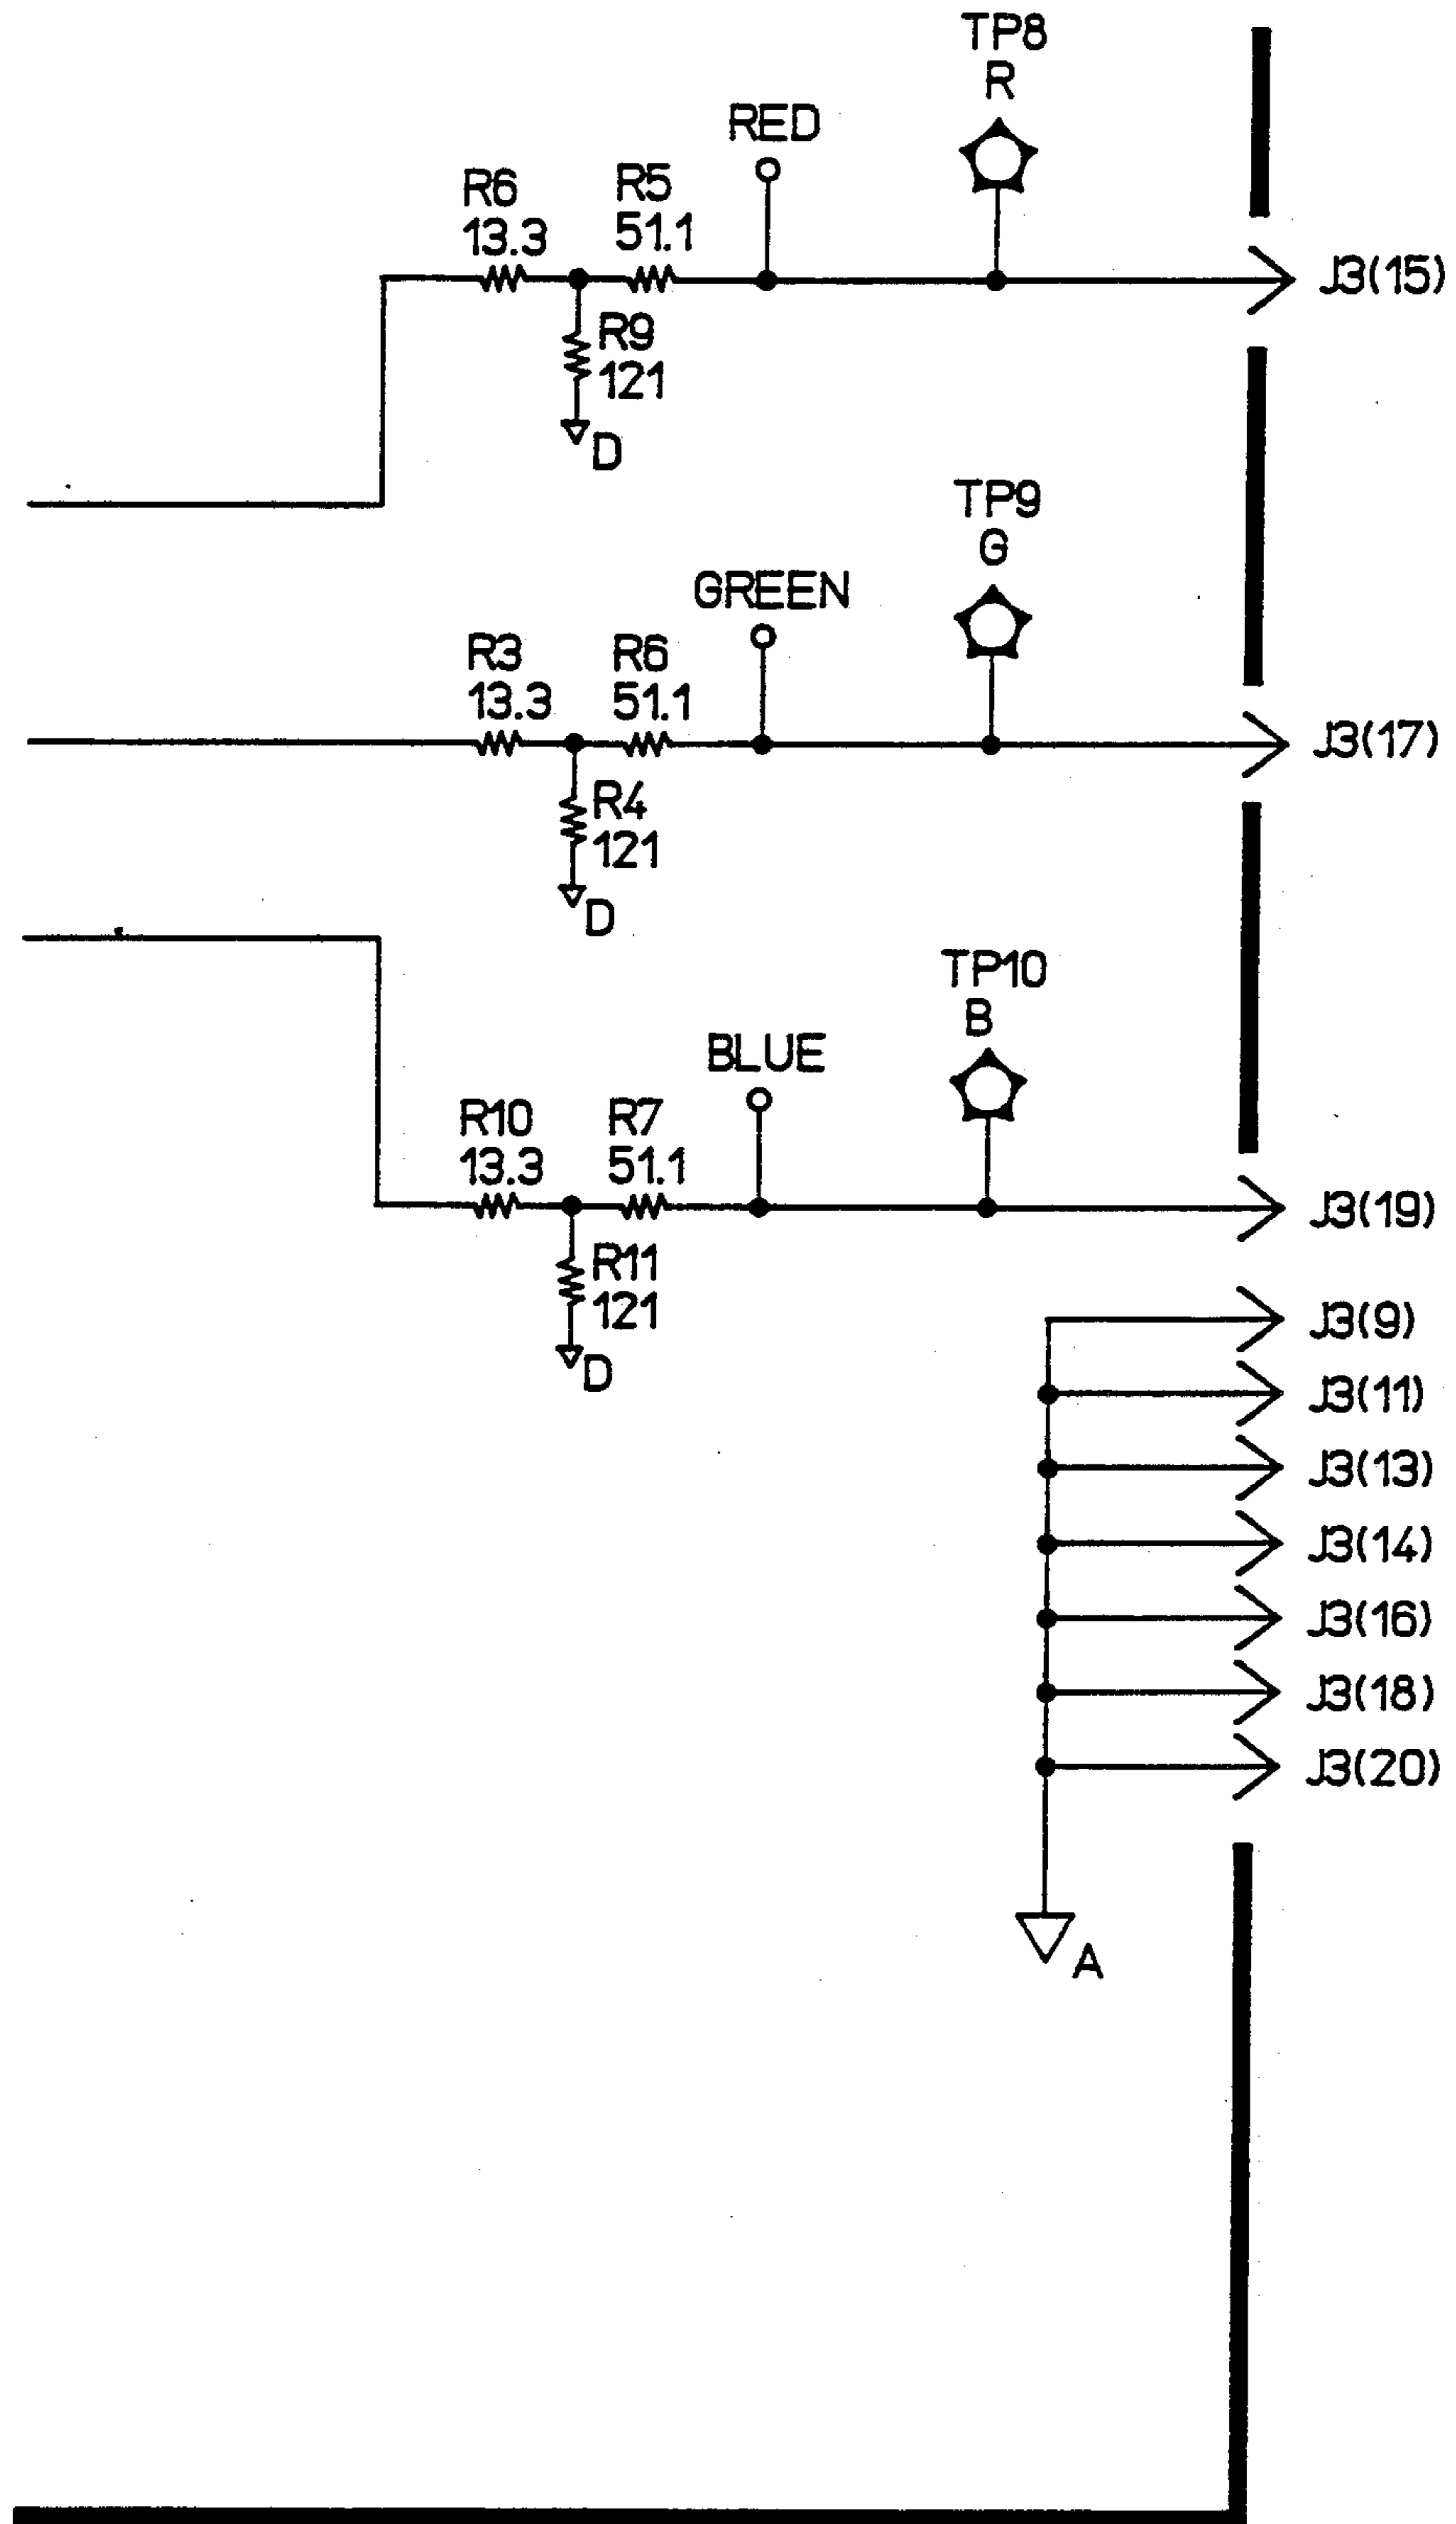 TP8
R
RED
R6
13.3
R5
51.1
J3(15)
R9
121
D
TP9
G
GREEN
R3
13.3
R6
51.1
J3(17)
R4
121
D
TP10
B
BLUE
R10
13.3
R7
51.1
J3(19)
R11
121
D
J3(9)
J3(11)
J3(13)
J3(14)
J3(16)
J3(18)
J3(20)
A